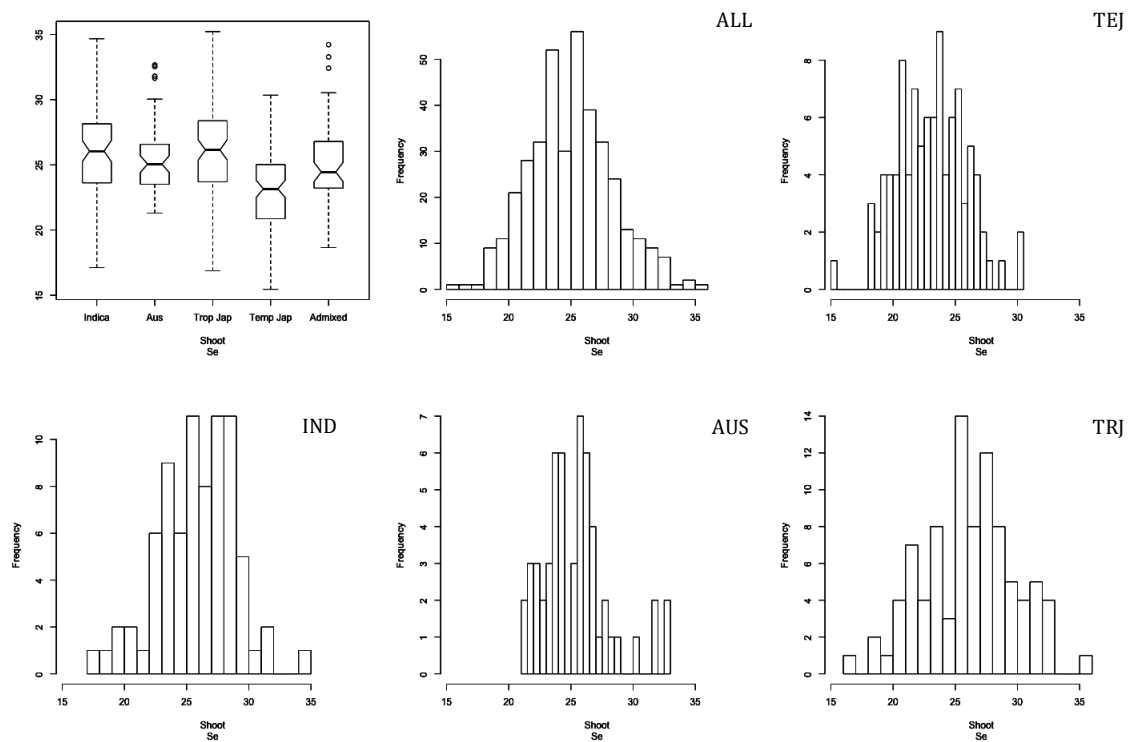 ALL
TEJ
35
30
25
20
15
Indica Aus Trop Jap Temp Jap Admixed
Shoot
Se
Frequency
50
40
30
20
10
0
15 20 25 30 35
Shoot
Se
Frequency
8
6
4
2
0
15 20 25 30 35
Shoot
Se
IND
AUS
TRJ
Frequency
10
8
6
4
2
0
15 20 25 30 35
Shoot
Se
Frequency
7
6
5
4
3
2
1
0
15 20 25 30 35
Shoot
Se
Frequency
14
12
10
8
6
4
2
0
15 20 25 30 35
Shoot
Se